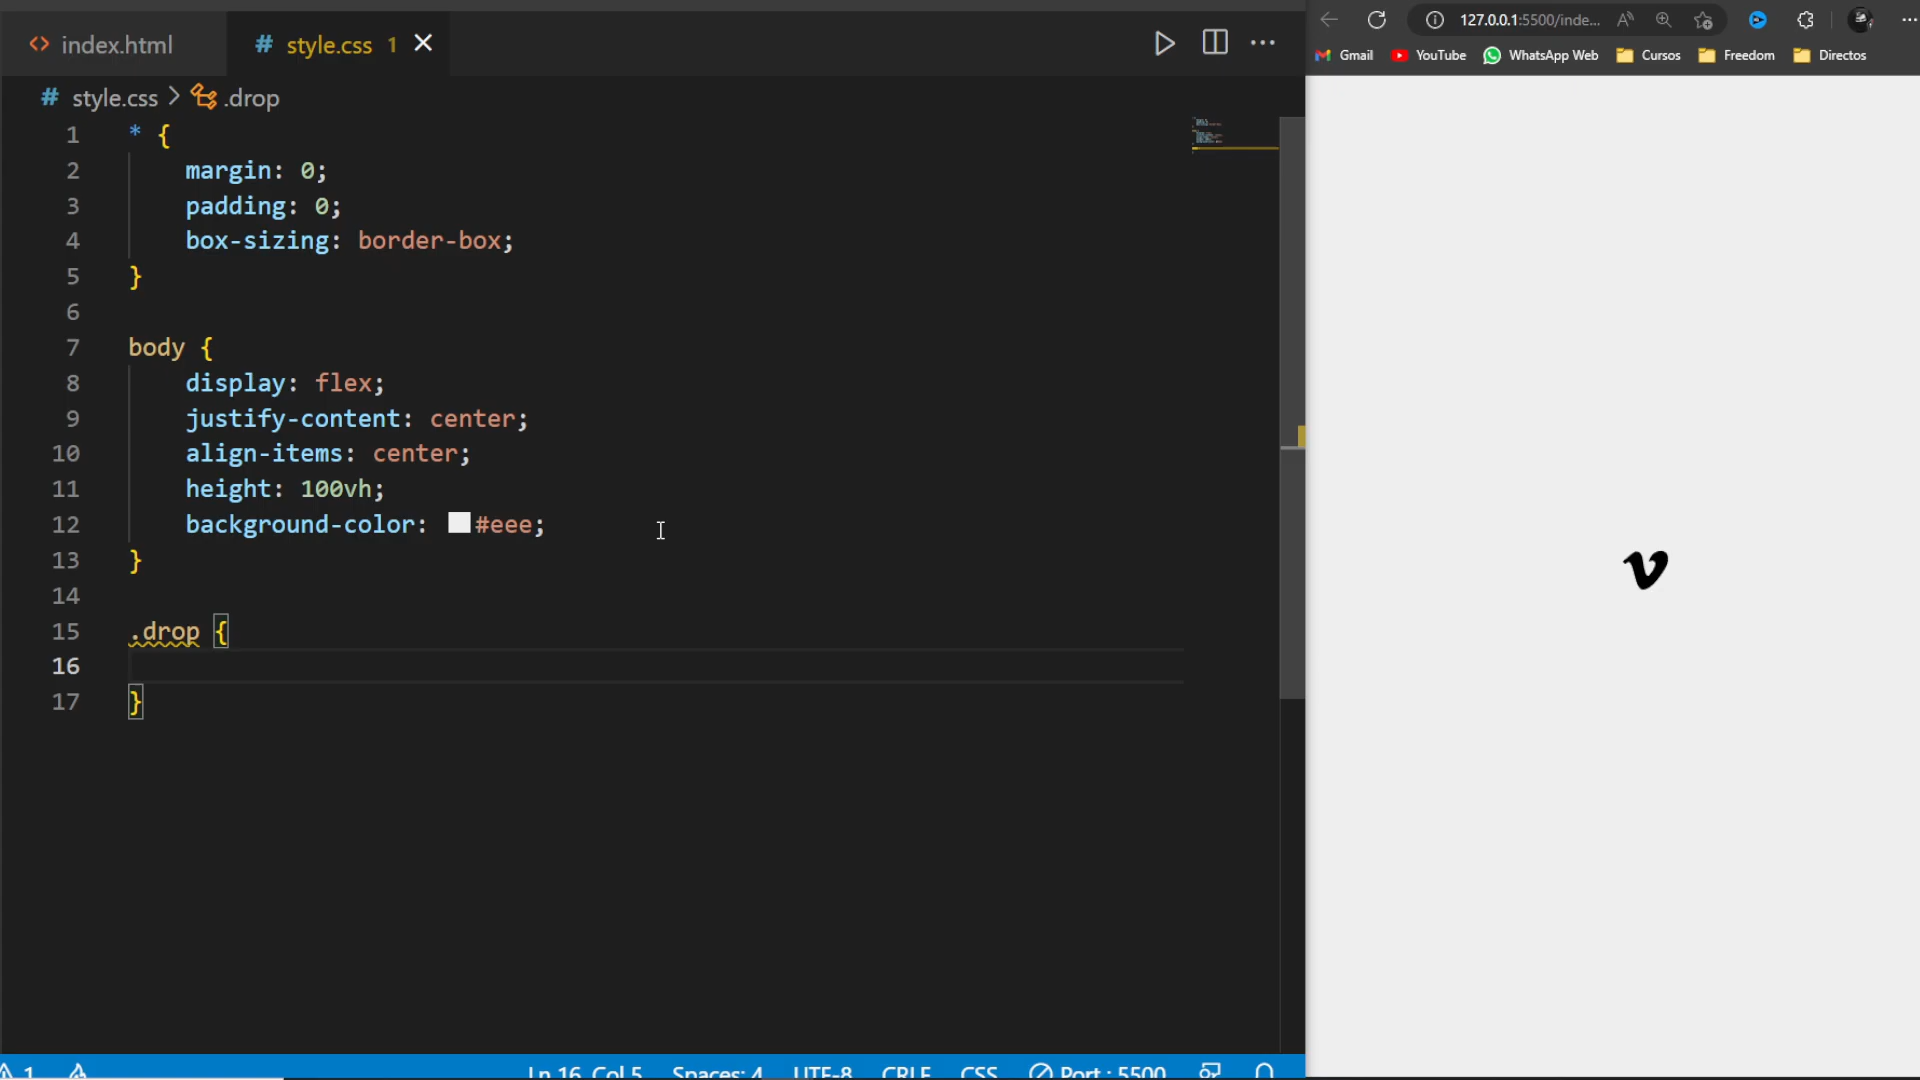 index.html
style.css 1
127.0.0.1:5500/inde...
Gmail
YouTube
WhatsApp Web
Cursos
Freedom
Directos
style.css > .drop
1 * {
2 margin: 0;
3 padding: 0;
4 box-sizing: border-box;
5 }
6
7 body {
8 display: flex;
9 justify-content: center;
10 align-items: center;
11 height: 100vh;
12 background-color: #eee;
13 }
14
15 .drop {
16
17 }
1
Ln 16, Col 5
Spaces: 4
UTF-8
CRLF
CSS
Port : 5500